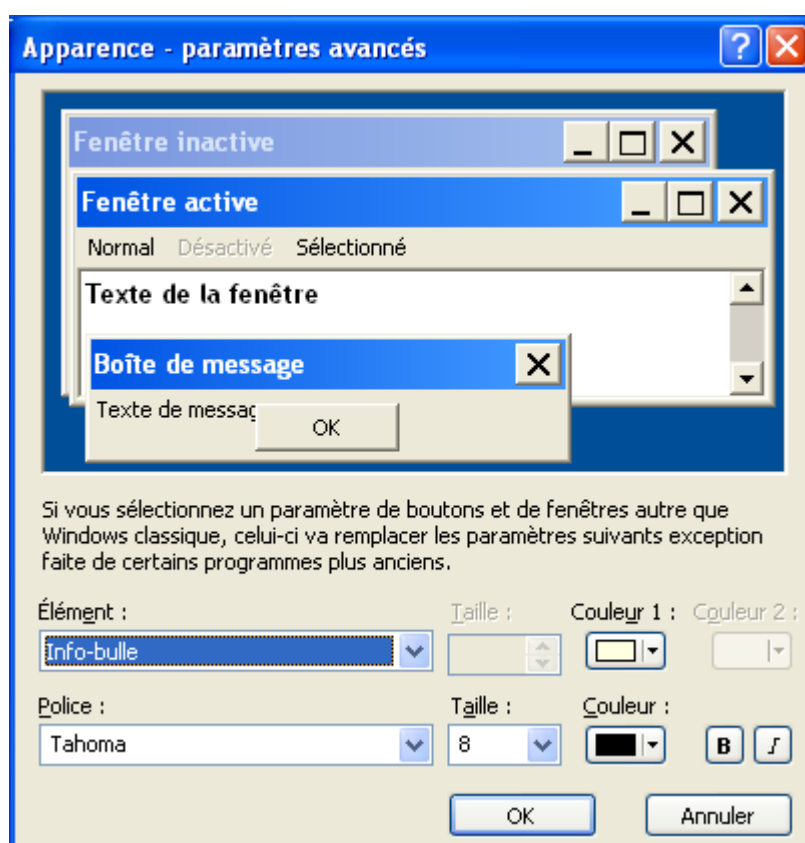 Apparence - paramètres avancés
Fenêtre inactive
Fenêtre active
Normal Désactivé Sélectionné
Texte de la fenêtre
Boîte de message
Texte de messag
OK
Si vous sélectionnez un paramètre de boutons et de fenêtres autre que
Windows classique, celui-ci va remplacer les paramètres suivants exception
faite de certains programmes plus anciens.
Élément : Taille : Couleur 1 : Couleur 2 :
Info-bulle
Police : Taille : Couleur :
Tahoma 8 B I
OK Annuler